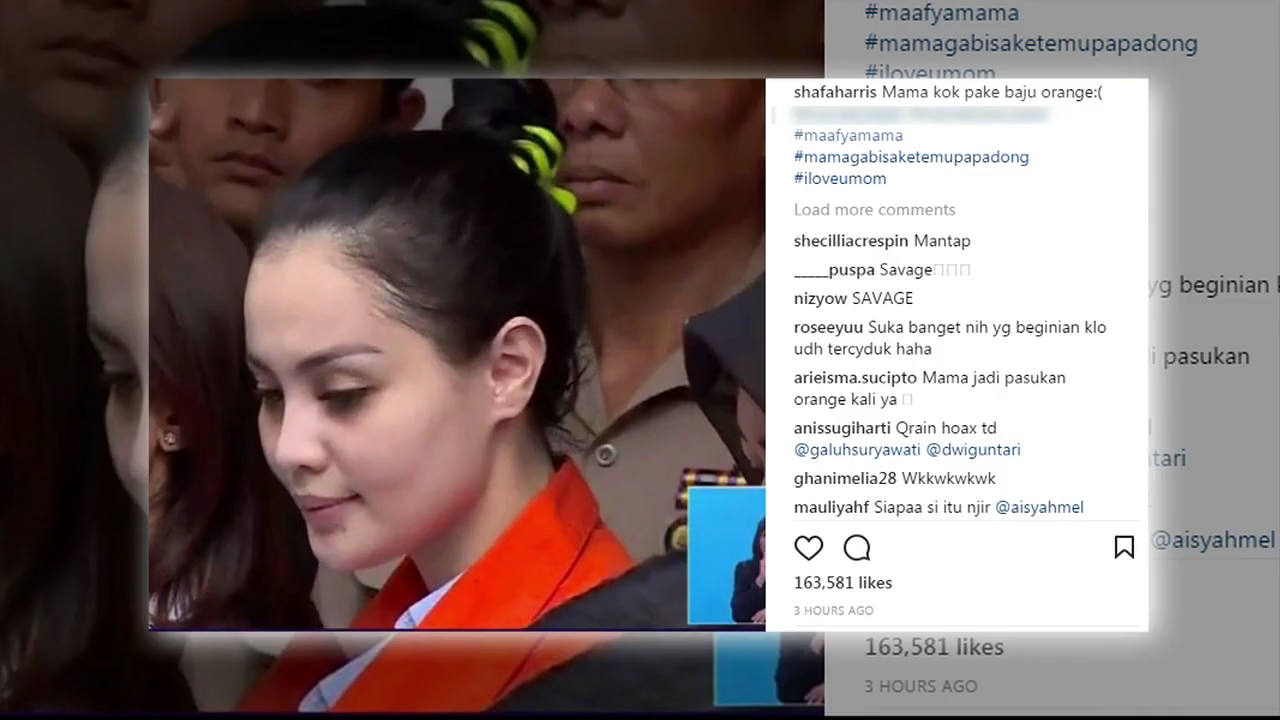 #maafyamama
#mamagabisaketemupapadong
#iloveumom
shafaharris Mama kok pake baju orange:(
#maafyamama
#mamagabisaketemupapadong
#iloveumom
Load more comments
shecilliacrespin Mantap
_____puspa Savage
nizyow SAVAGE
roseeyuu Suka banget nih yg beginian klo
udh tercyduk haha
arieisma.sucipto Mama jadi pasukan
orange kali ya
anissugiharti Qrain hoax td
@galuhsuryawati @dwiguntari
ghanimelia28 Wkkwkwkwk
mauliyahf Siapaa si itu njir @aisyahmel
163,581 likes
3 HOURS AGO
yg beginian
pasukan
@aisyahmel
163,581 likes
3 HOURS AGO